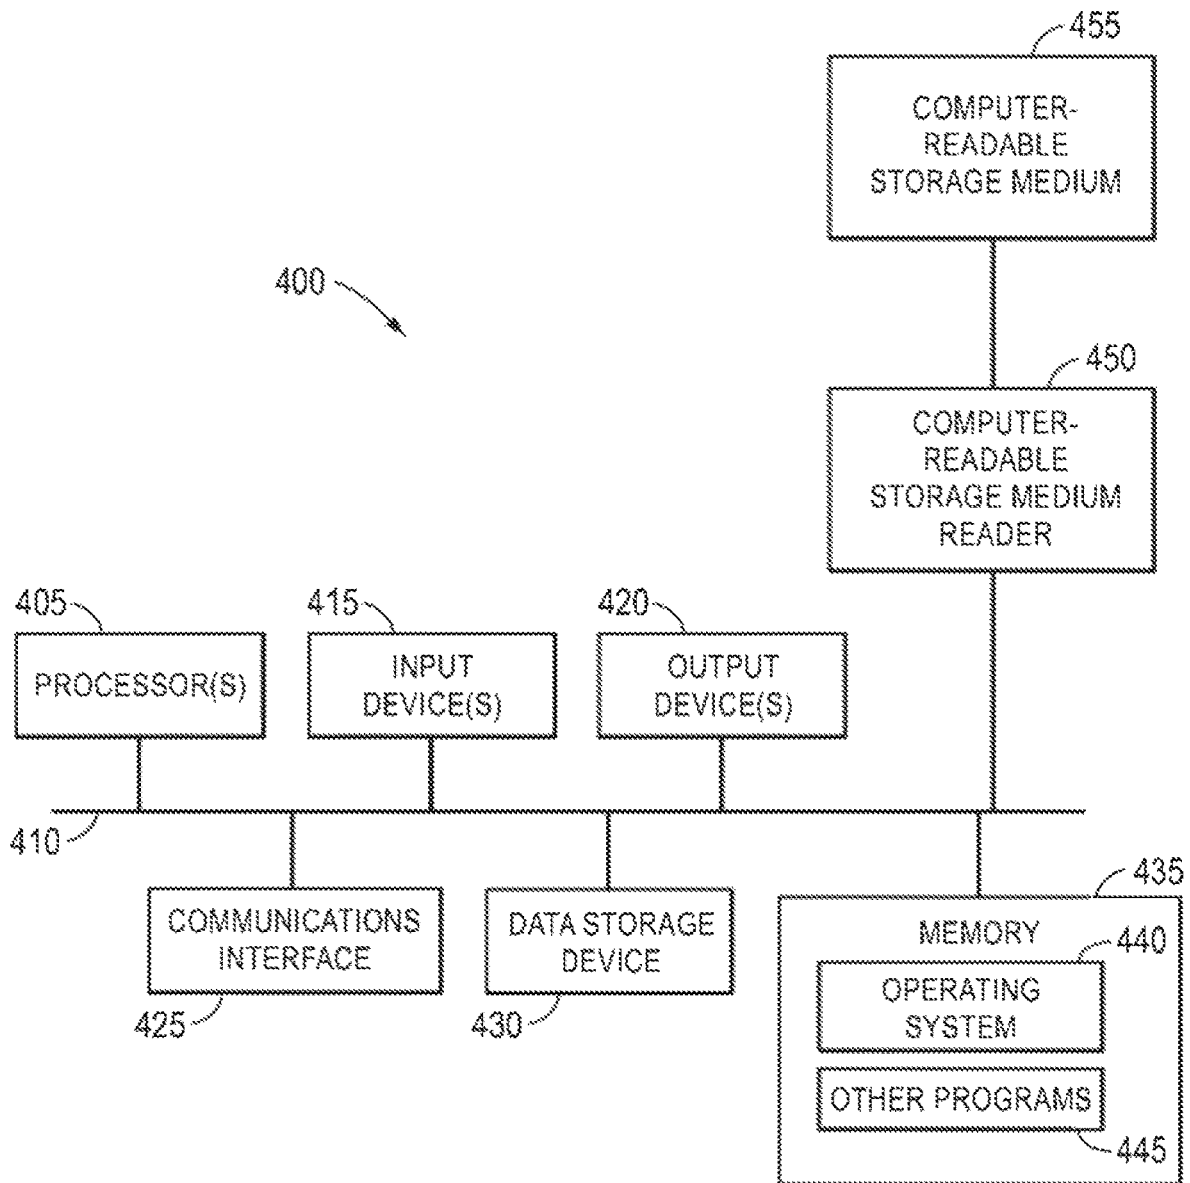 455
COMPUTER-
READABLE
STORAGE MEDIUM
400
450
COMPUTER-
READABLE
STORAGE MEDIUM
READER
405
PROCESSOR(S)
415
INPUT
DEVICE(S)
420
OUTPUT
DEVICE(S)
410
COMMUNICATIONS
INTERFACE
425
DATA STORAGE
DEVICE
430
435
MEMORY
440
OPERATING
SYSTEM
OTHER PROGRAMS
445